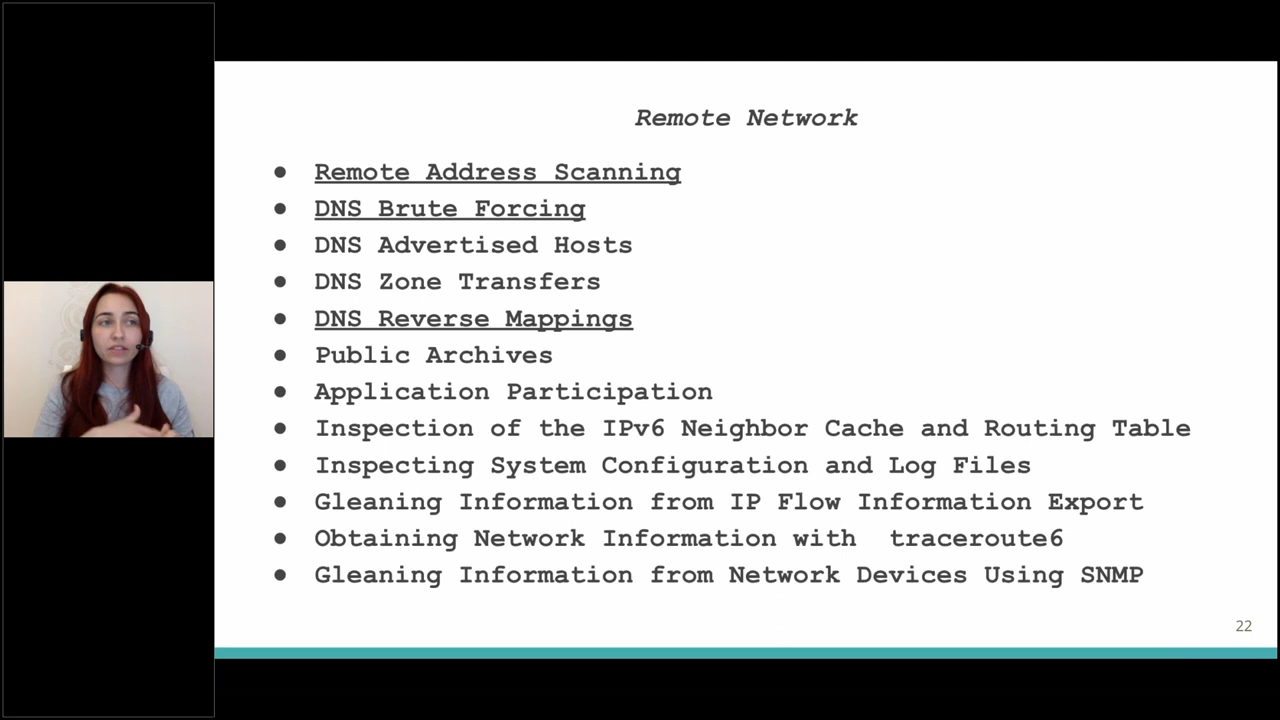 Remote Network
● Remote Address Scanning
● DNS Brute Forcing
● DNS Advertised Hosts
● DNS Zone Transfers
● DNS Reverse Mappings
● Public Archives
● Application Participation
● Inspection of the IPv6 Neighbor Cache and Routing Table
● Inspecting System Configuration and Log Files
● Gleaning Information from IP Flow Information Export
● Obtaining Network Information with  traceroute6
● Gleaning Information from Network Devices Using SNMP
22